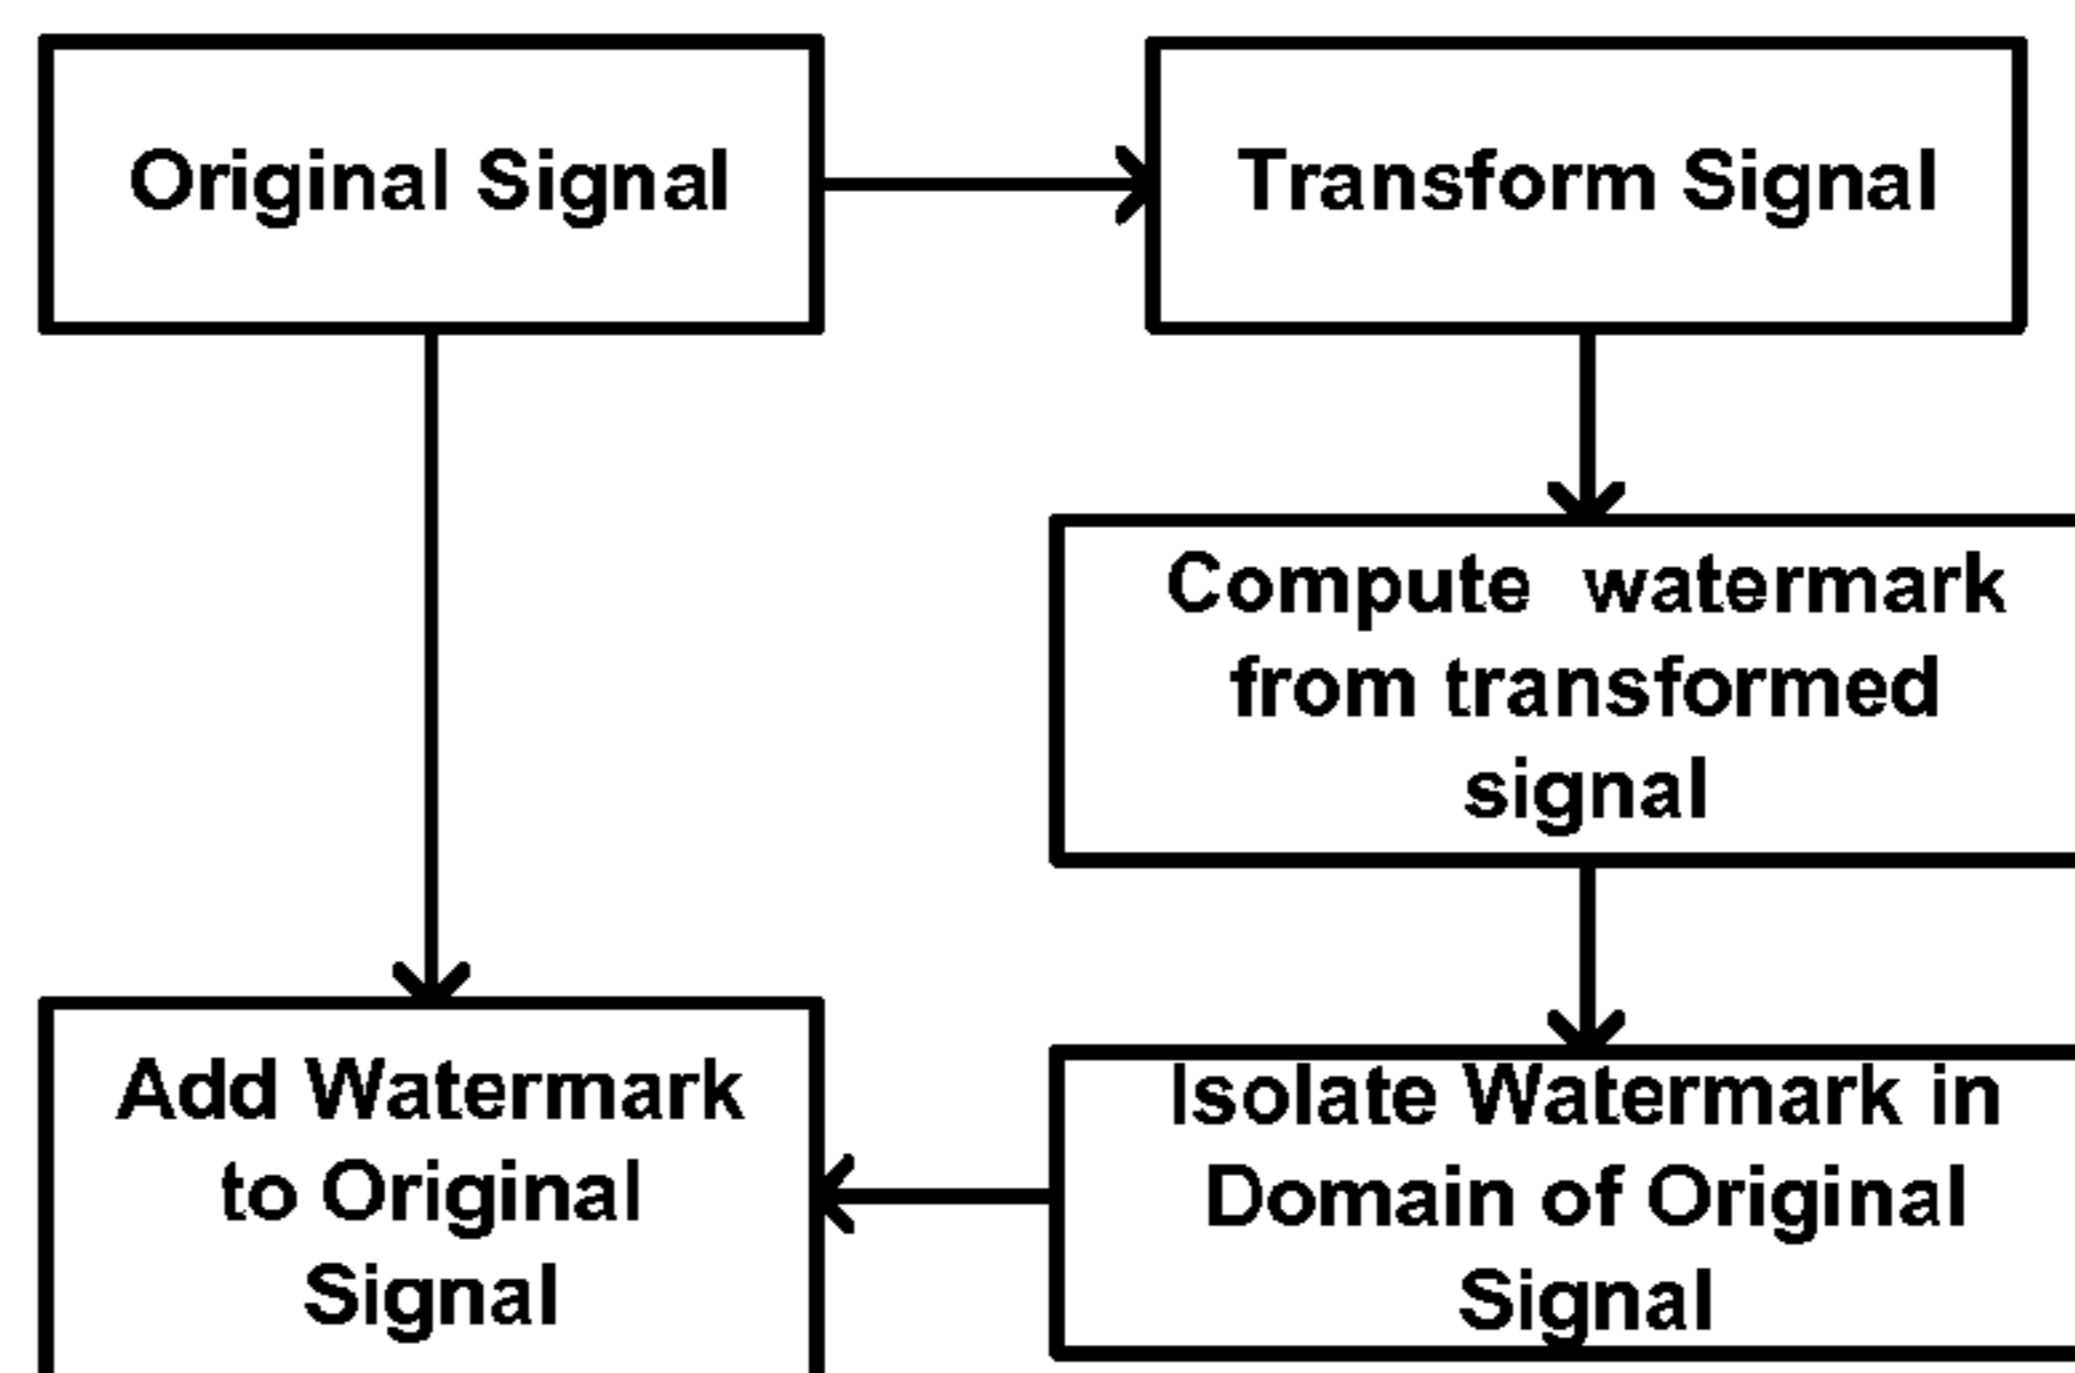 Original Signal
Transform Signal
Compute  watermark
from transformed
signal
Add Watermark
to Original
Signal
Isolate Watermark in
Domain of Original
Signal